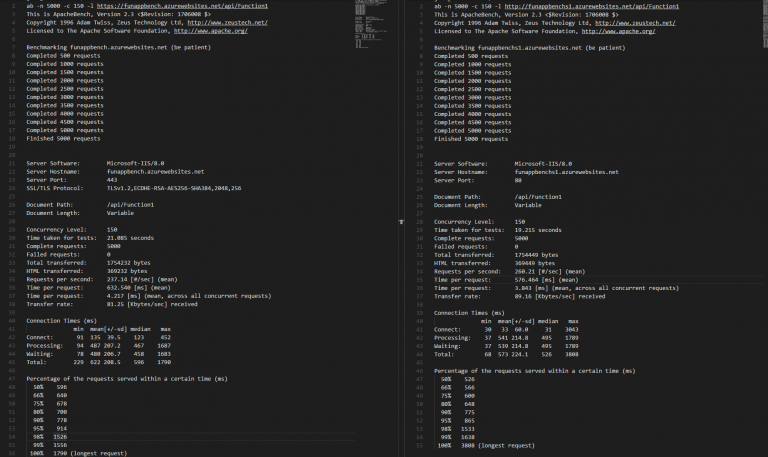 ab -n 5000 -c 150 -l https://funappbench.azurewebsites.net/api/Function1
This is ApacheBench, Version 2.3 <$Revision: 1706008 $>
Copyright 1996 Adam Twiss, Zeus Technology Ltd, http://www.zeustech.net/
Licensed to The Apache Software Foundation, http://www.apache.org/
Benchmarking funappbench.azurewebsites.net (be patient)
Completed 500 requests
Completed 1000 requests
Completed 1500 requests
Completed 2000 requests
Completed 2500 requests
Completed 3000 requests
Completed 3500 requests
Completed 4000 requests
Completed 4500 requests
Completed 5000 requests
Finished 5000 requests
Server Software: Microsoft-IIS/8.0
Server Hostname: funappbench.azurewebsites.net
Server Port: 443
SSL/TLS Protocol: TLSv1.2,ECDHE-RSA-AES256-SHA384,2048,256
Document Path: /api/Function1
Document Length: Variable
Concurrency Level: 150
Time taken for tests: 21.085 seconds
Complete requests: 5000
Failed requests: 0
Total transferred: 1754232 bytes
HTML transferred: 369232 bytes
Requests per second: 237.14 [#/sec] (mean)
Time per request: 632.540 [ms] (mean)
Time per request: 4.217 [ms] (mean, across all concurrent requests)
Transfer rate: 81.25 [Kbytes/sec] received
Connection Times (ms)
min mean[+/-sd] median max
Connect: 91 135 39.5 123 452
Processing: 94 487 207.2 467 1687
Waiting: 78 480 206.7 458 1683
Total: 229 622 208.5 596 1790
Percentage of the requests served within a certain time (ms)
50% 596
66% 640
75% 678
80% 700
90% 778
95% 914
98% 1526
99% 1556
100% 1790 (longest request)
ab -n 5000 -c 150 -l http://funappbenchs1.azurewebsites.net/api/Function1
This is ApacheBench, Version 2.3 <$Revision: 1706008 $>
Copyright 1996 Adam Twiss, Zeus Technology Ltd, http://www.zeustech.net/
Licensed to The Apache Software Foundation, http://www.apache.org/
Benchmarking funappbenchs1.azurewebsites.net (be patient)
Completed 500 requests
Completed 1000 requests
Completed 1500 requests
Completed 2000 requests
Completed 2500 requests
Completed 3000 requests
Completed 3500 requests
Completed 4000 requests
Completed 4500 requests
Completed 5000 requests
Finished 5000 requests
Server Software: Microsoft-IIS/8.0
Server Hostname: funappbenchs1.azurewebsites.net
Server Port: 80
Document Path: /api/Function1
Document Length: Variable
Concurrency Level: 150
Time taken for tests: 19.215 seconds
Complete requests: 5000
Failed requests: 0
Total transferred: 1754449 bytes
HTML transferred: 369449 bytes
Requests per second: 260.21 [#/sec] (mean)
Time per request: 576.464 [ms] (mean)
Time per request: 3.843 [ms] (mean, across all concurrent requests)
Transfer rate: 89.16 [Kbytes/sec] received
Connection Times (ms)
min mean[+/-sd] median max
Connect: 30 33 60.0 31 3043
Processing: 37 541 214.8 495 1789
Waiting: 37 539 214.8 495 1789
Total: 68 573 224.1 526 3808
Percentage of the requests served within a certain time (ms)
50% 526
66% 566
75% 600
80% 648
90% 775
95% 865
98% 1533
99% 1638
100% 3808 (longest request)